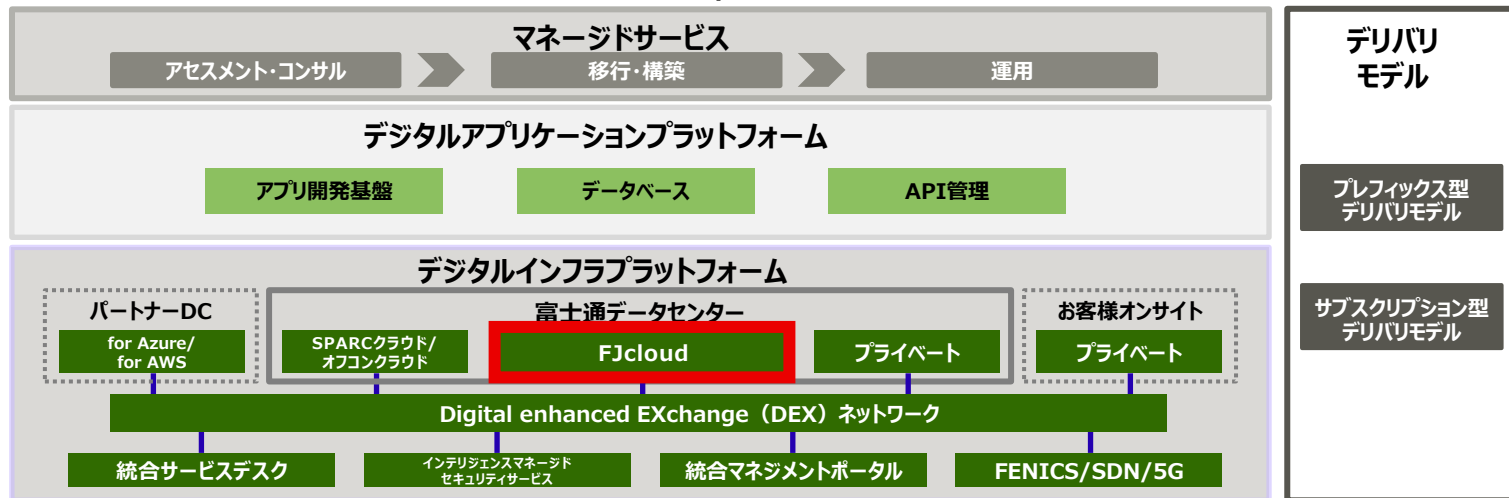 マネージドサービス
アセスメント・コンサル
移行・構築
運用
デジタルアプリケーションプラットフォーム
アプリ開発基盤
データベース
API管理
デジタルインフラプラットフォーム
パートナーDC
for Azure/
for AWS
富士通データセンター
SPARCクラウド/
オフコンクラウド
FJcloud
プライベート
お客様オンサイト
プライベート
Digital enhanced EXchange（DEX）ネットワーク
統合サービスデスク
インテリジェンスマネージド
セキュリティサービス
統合マネジメントポータル
FENICS/SDN/5G
デリバリ
モデル
プレフィックス型
デリバリモデル
サブスクリプション型
デリバリモデル